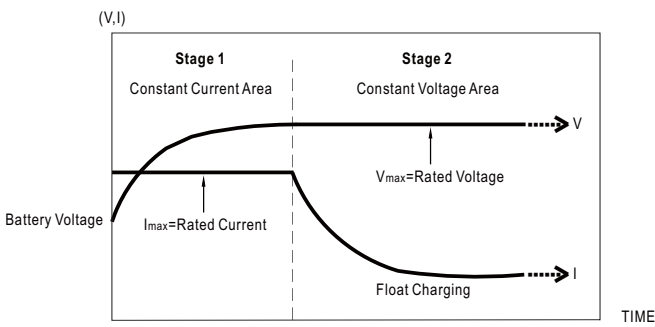 (V,I)
Stage 1
Constant Current Area
Stage 2
Constant Voltage Area
V
Vmax=Rated Voltage
Battery Voltage
Imax=Rated Current
I
Float Charging
TIME